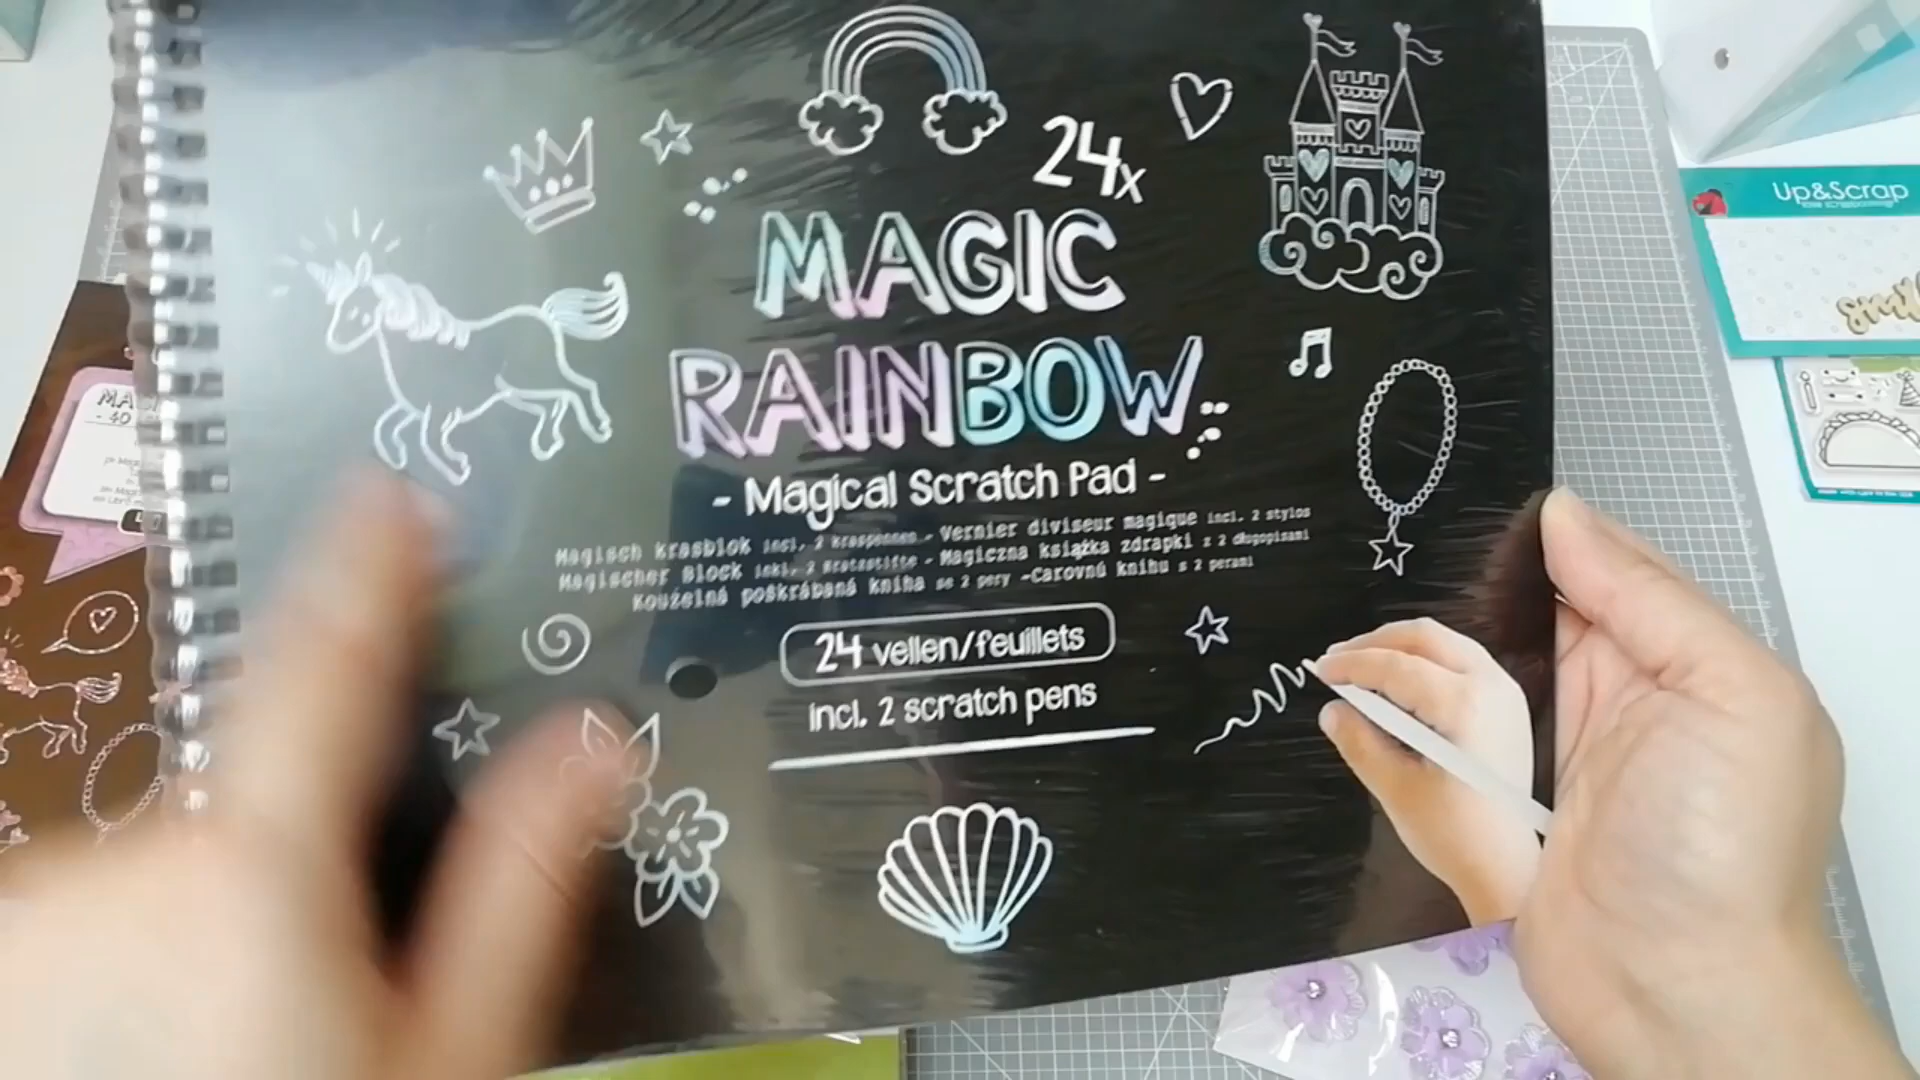 24x
MAGIC
RAINBOW
- Magical Scratch Pad -
Magisch krasblok incl. 2 kraspennen - Vernier diviseur magique incl. 2 stylos
Magischer Block inkl. 2 Kratzstifte - Magiczna książka zdrapki z 2 długopisami
Kouzelná poškrábaná kniha se 2 pery - Čarovnú knihu s 2 perami
24 vellen/feuillets
incl. 2 scratch pens
Up&Scrap
- 40